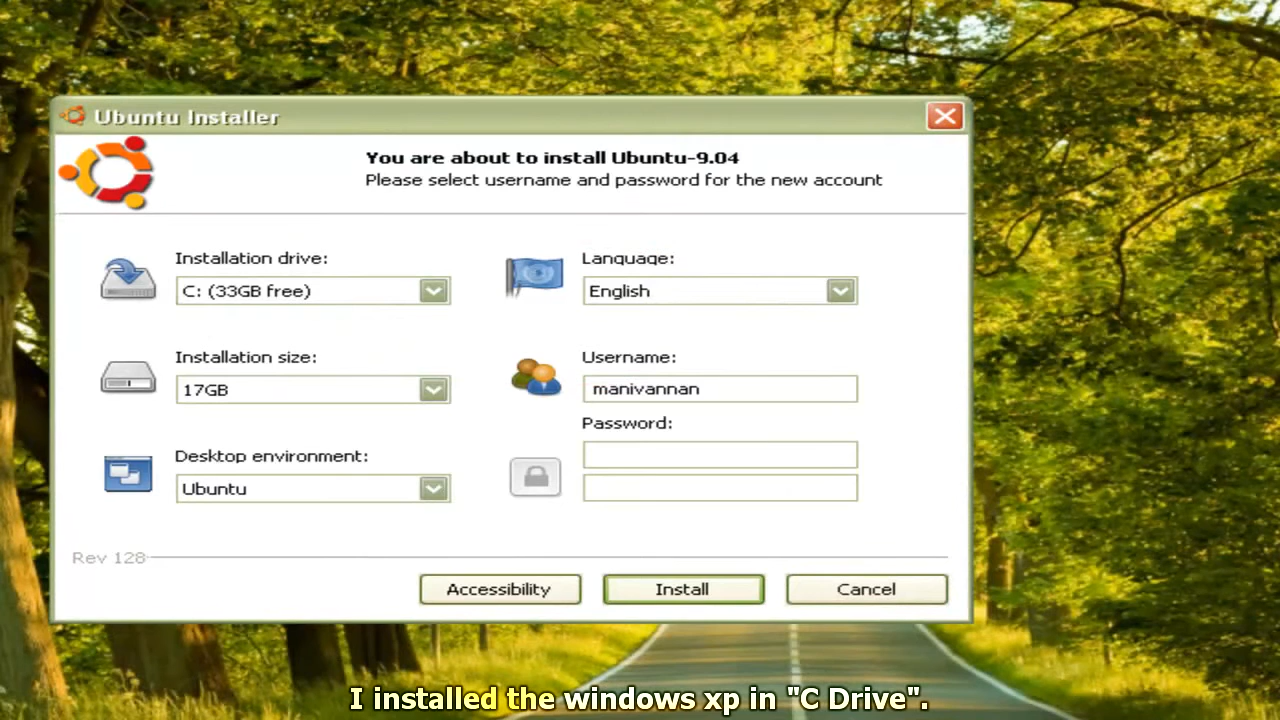 Ubuntu Installer
You are about to install Ubuntu-9.04
Please select username and password for the new account
Installation drive:
C: (33GB free)
Language:
English
Installation size:
17GB
Username:
manivannan
Password:
Desktop environment:
Ubuntu
Rev 128
Accessibility
Install
Cancel
I installed the windows xp in "C Drive".